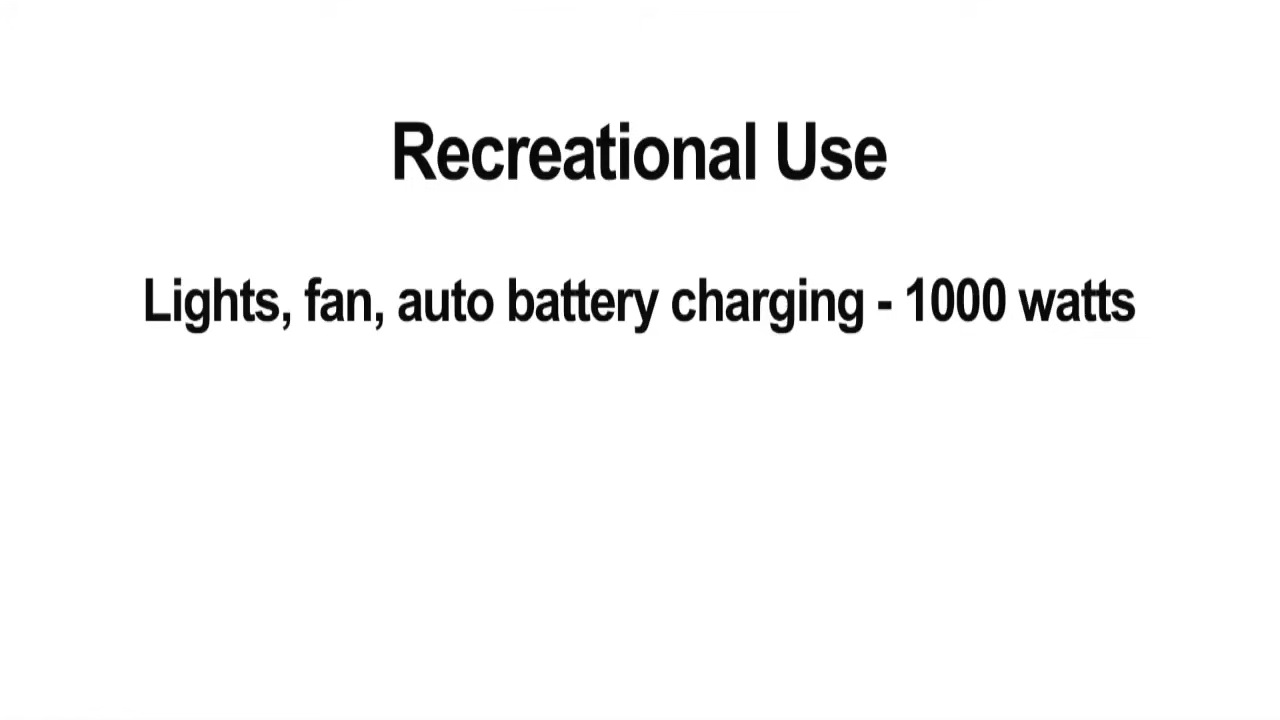 Recreational Use
Lights, fan, auto battery charging - 1000 watts